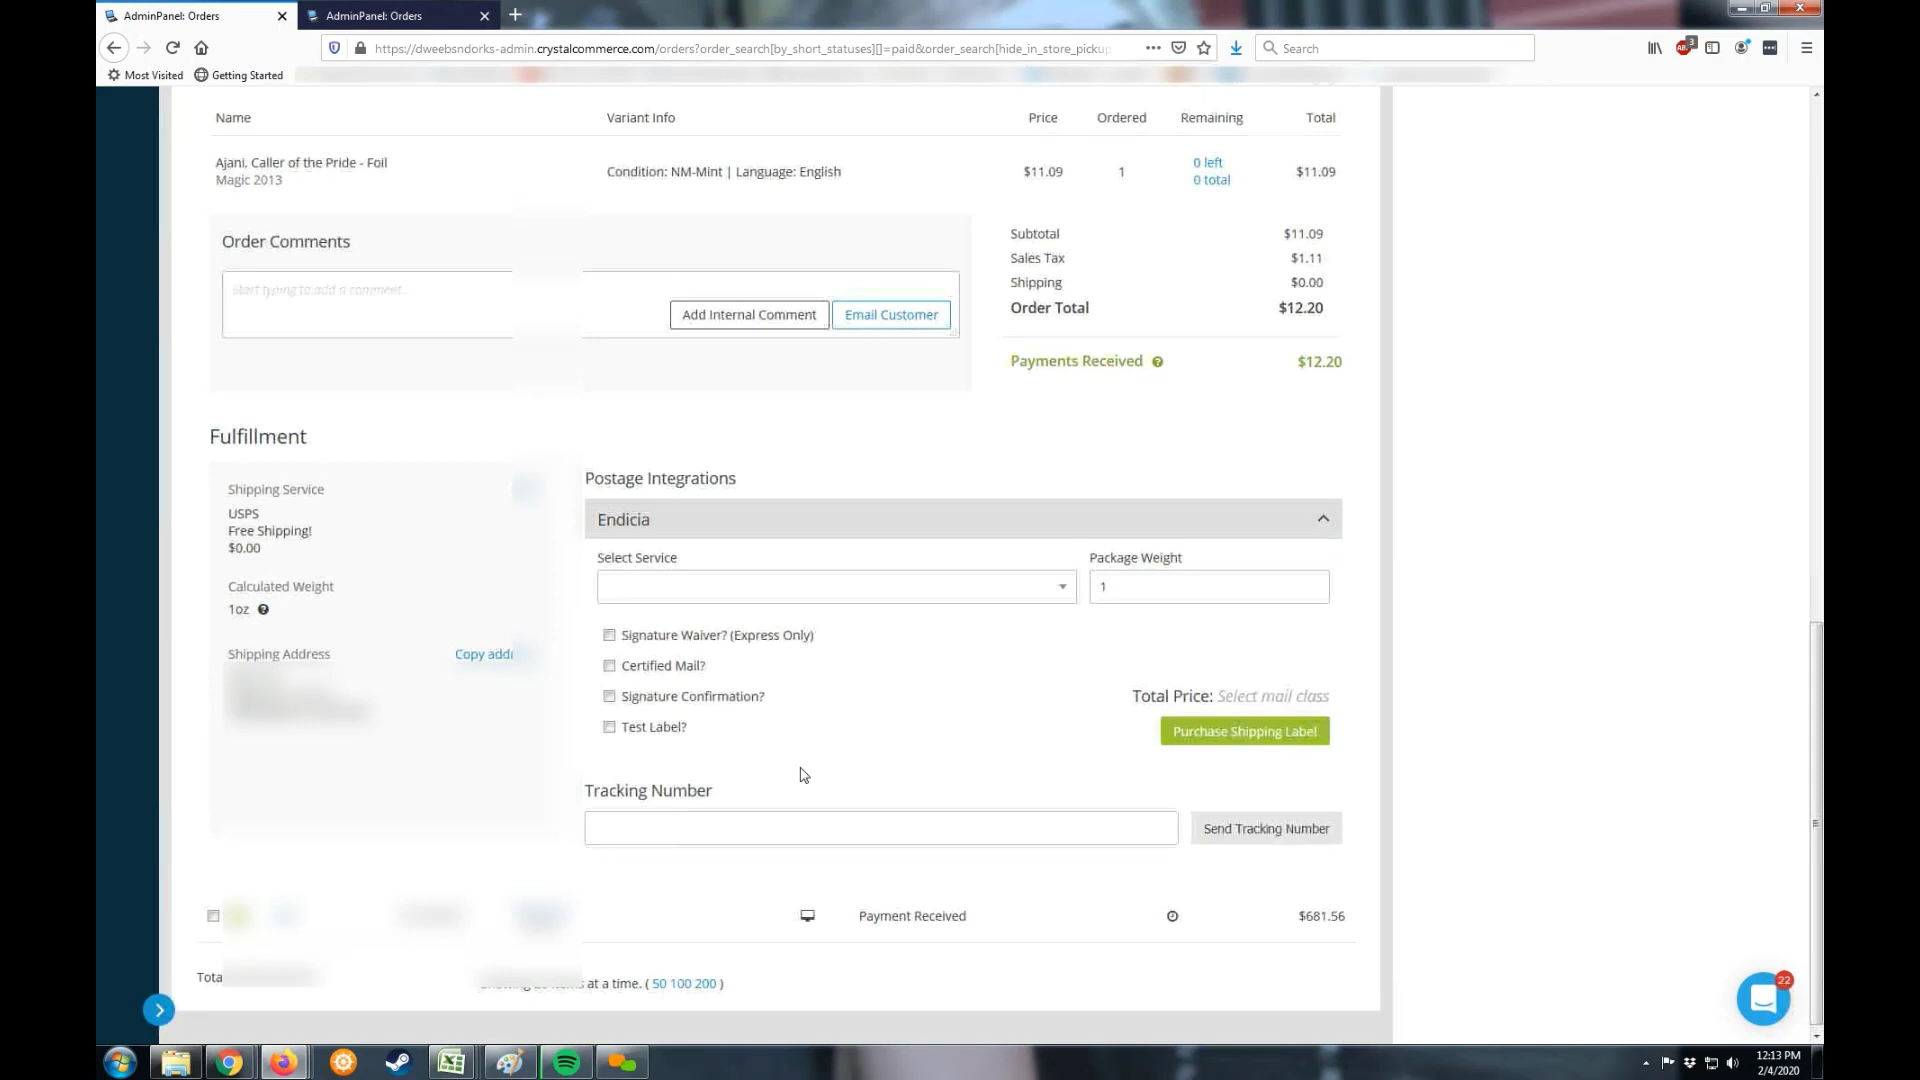 AdminPanel: Orders
AdminPanel: Orders
https://dweebsndorks-admin.crystalcommerce.com/orders?order_search[by_short_statuses][]=paid&order_search[hide_in_store_pickup
Search
3
Most Visited
Getting Started
Name Variant Info Price Ordered Remaining Total
Ajani, Caller of the Pride - Foil
Magic 2013
Condition: NM-Mint | Language: English
$11.09 1
0 left
0 total
$11.09
Order Comments
Start typing to add a comment...
Add Internal Comment
Email Customer
Subtotal $11.09
Sales Tax $1.11
Shipping $0.00
Order Total $12.20
Payments Received $12.20
Fulfillment
Shipping Service
USPS
Free Shipping!
$0.00
Calculated Weight
1oz
Shipping Address Copy addr
Postage Integrations
Endicia
Select Service
Package Weight
1
Signature Waiver? (Express Only)
Certified Mail?
Signature Confirmation?
Test Label?
Total Price: Select mail class
Purchase Shipping Label
Tracking Number
Send Tracking Number
Payment Received $681.56
Tota
at a time. ( 50 100 200 )
22
12:13 PM
2/4/2020